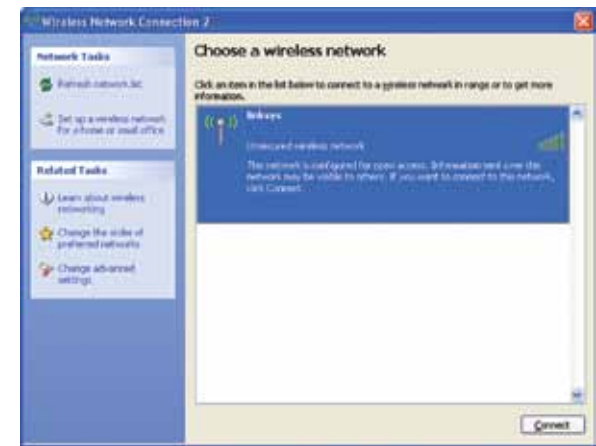 Wireless Network Connection 2
Network Tasks
Refresh network list
Set up a wireless network
for a home or small office
Related Tasks
Learn about wireless
networking
Change the order of
preferred networks
Change advanced
settings
Choose a wireless network
Click an item in the list below to connect to a wireless network in range or to get more
information.
linksys
Unsecured wireless network
This network is configured for open access. Information sent over this
network may be visible to others. If you want to connect to this network,
click Connect.
Connect